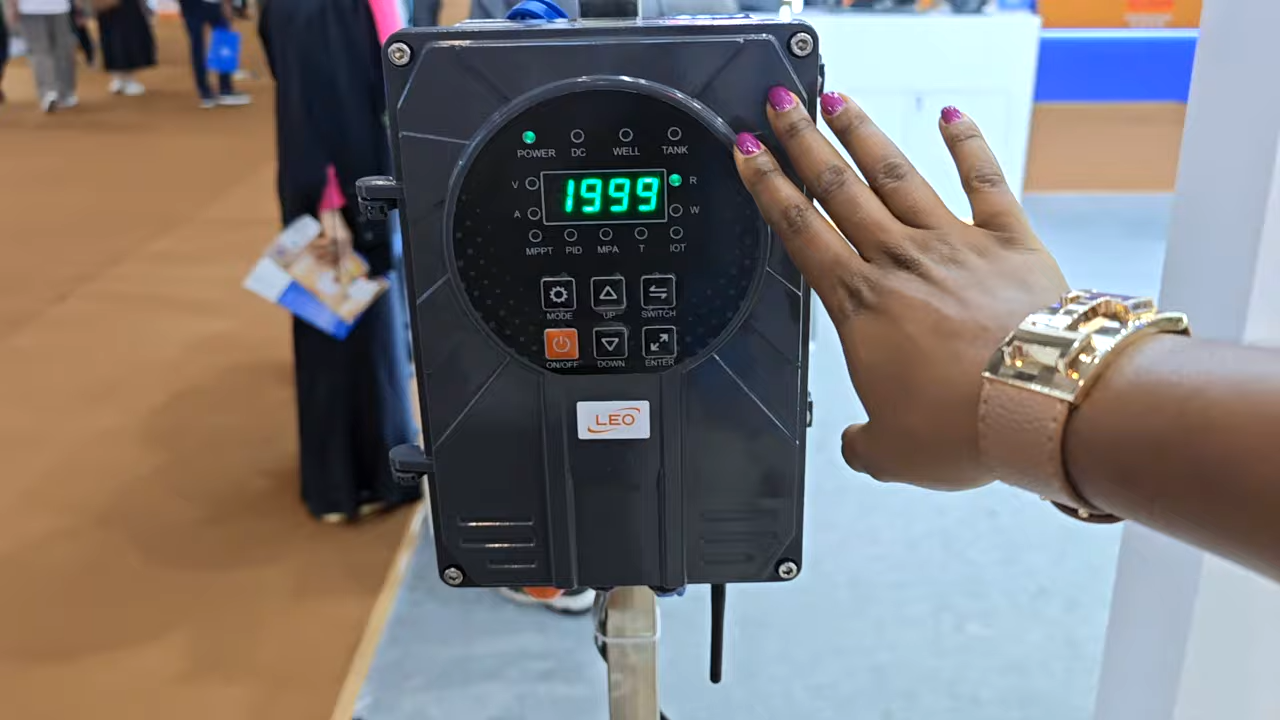 POWER DC WELL TANK
V 1999 R
A W
MPPT PID MPA T IOT
MODE UP SWITCH
ON/OFF DOWN ENTER
LEO